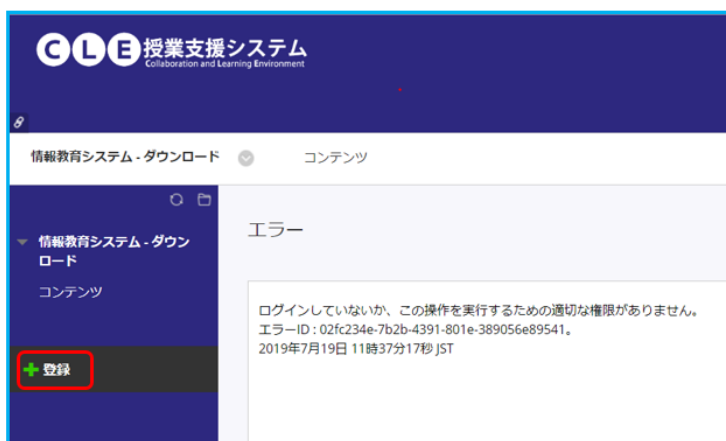 CLE 授業支援システム
Collaboration and Learning Environment
情報教育システム - ダウンロード
コンテンツ
情報教育システム - ダウン
ロード
コンテンツ
登録
エラー
ログインしていないか、この操作を実行するための適切な権限がありません。
エラーID : 02fc234e-7b2b-4391-801e-389056e89541。
2019年7月19日 11時37分17秒 JST